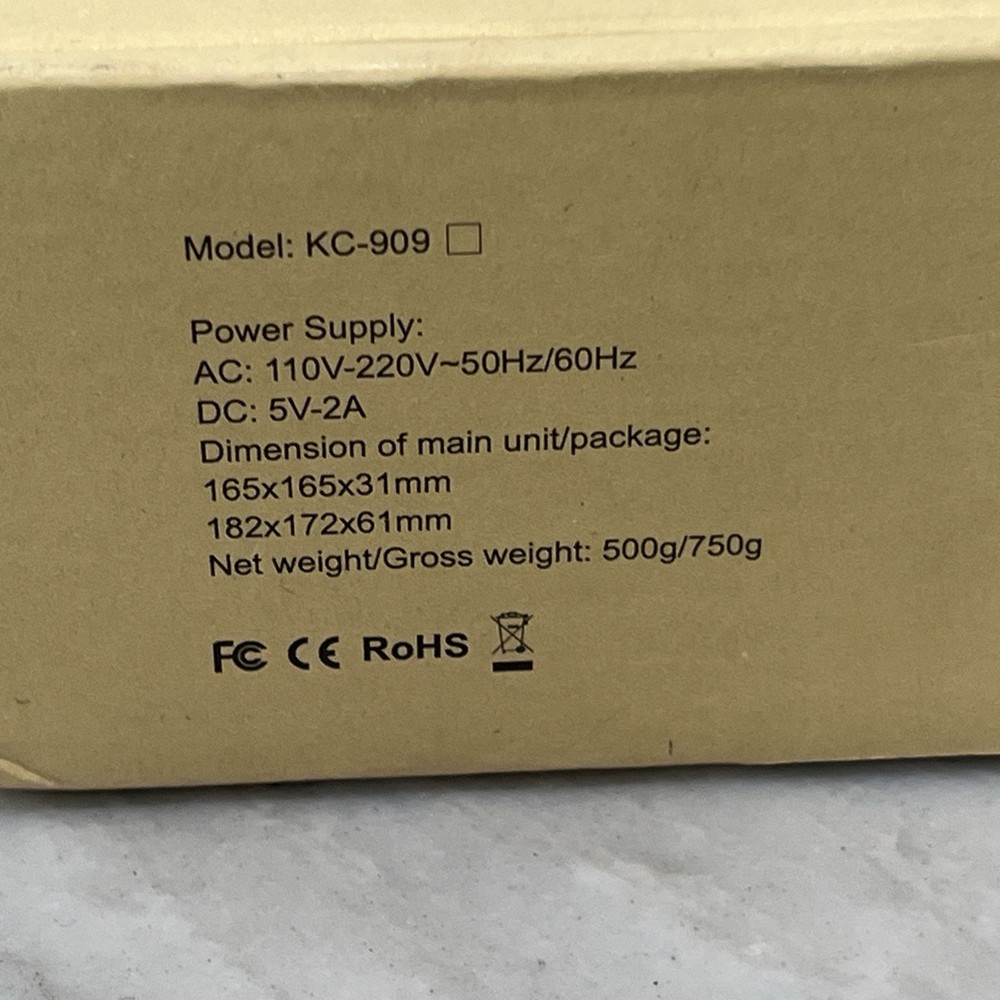 Model: KC-909 □
Power Supply:
AC: 110V-220V~50Hz/60Hz
DC: 5V-2A
Dimension of main unit/package:
165x165x31mm
182x172x61mm
Net weight/Gross weight: 500g/750g
FC CE RoHS